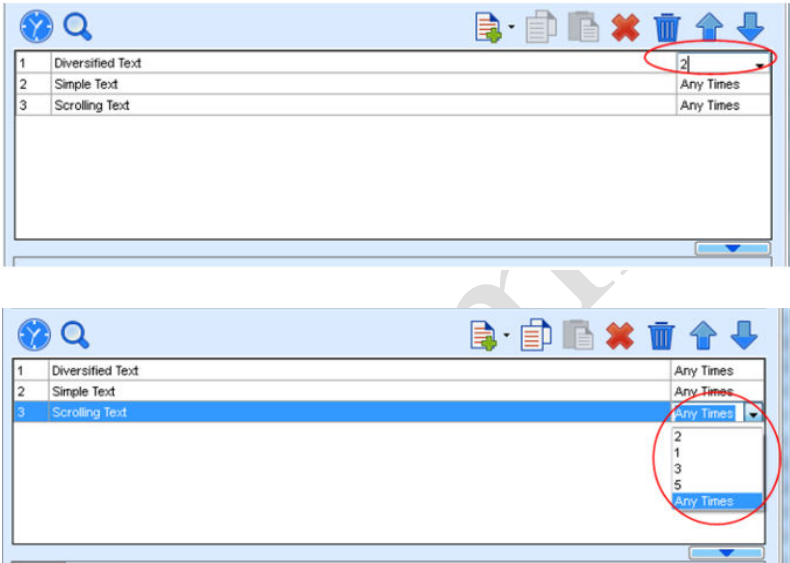 1 Diversified Text 2
2 Simple Text Any Times
3 Scrolling Text Any Times
1 Diversified Text Any Times
2 Simple Text Any Times
3 Scrolling Text Any Times
2
1
3
5
Any Times